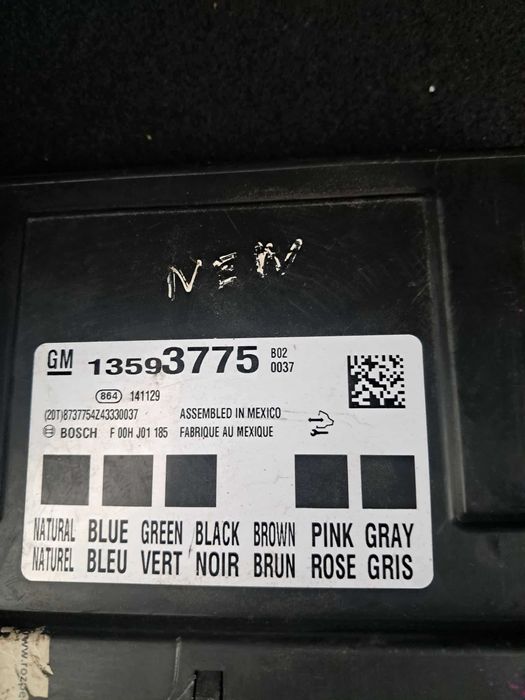 NEW
GM 13593775 B02
0037
864 141129
(20T)8737754Z43330037 ASSEMBLED IN MEXICO
BOSCH F 00H J01 185 FABRIQUE AU MEXIQUE
NATURAL BLUE GREEN BLACK BROWN PINK GRAY
NATUREL BLEU VERT NOIR BRUN ROSE GRIS